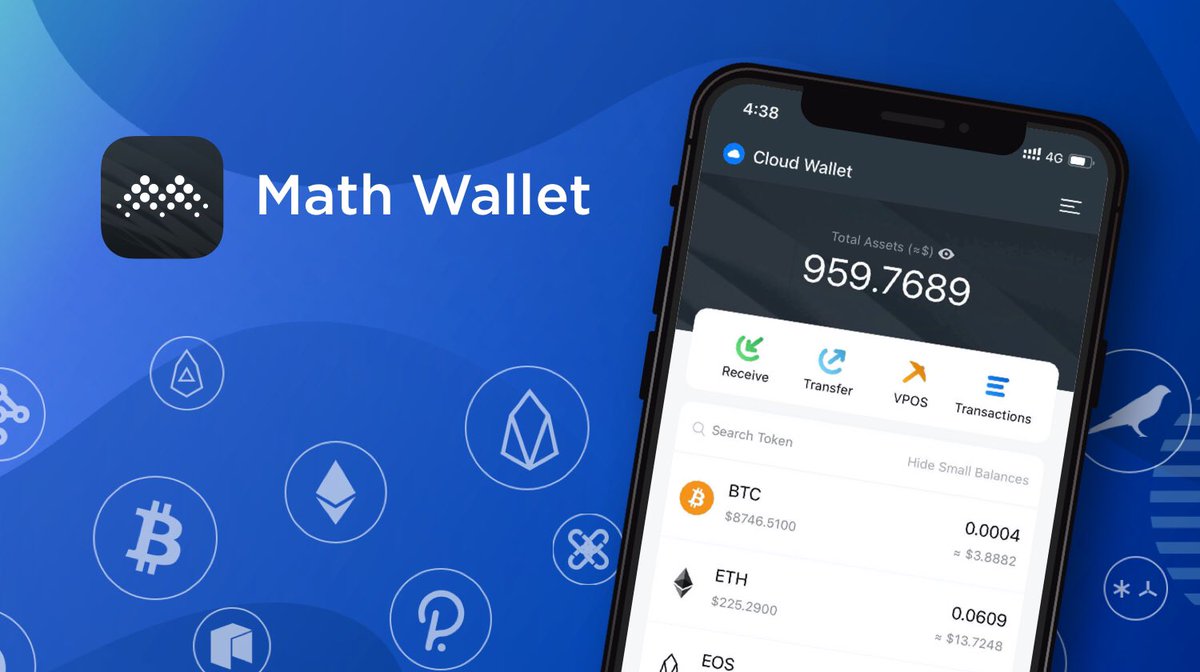 Math Wallet
4:38
4G
Cloud Wallet
Total Assets (≈$)
959.7689
Receive
Transfer
VPOS
Transactions
Search Token
Hide Small Balances
BTC
0.0004
$8746.5100
≈ $3.8882
ETH
0.0609
$225.2900
≈ $13.7248
EOS